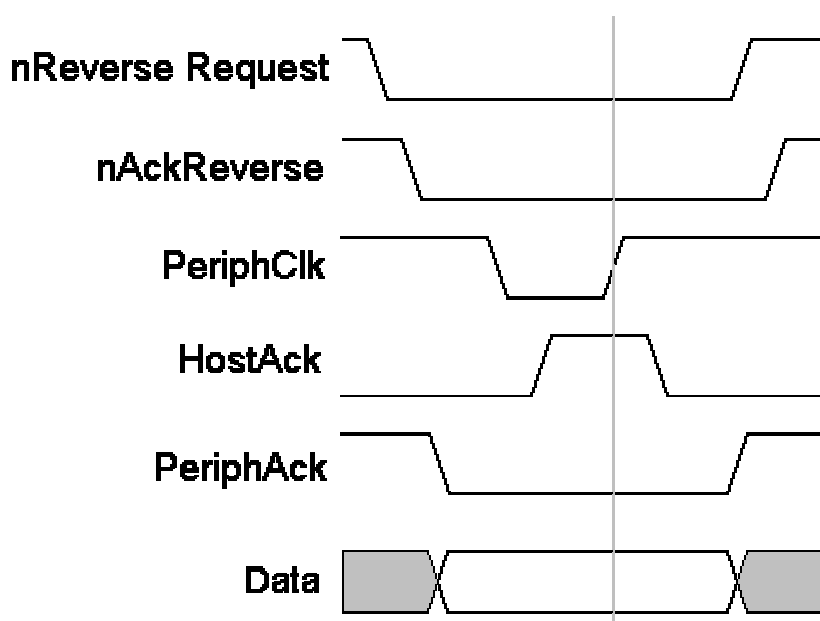 nReverse Request
nAckReverse
PeriphClk
HostAck
PeriphAck
Data